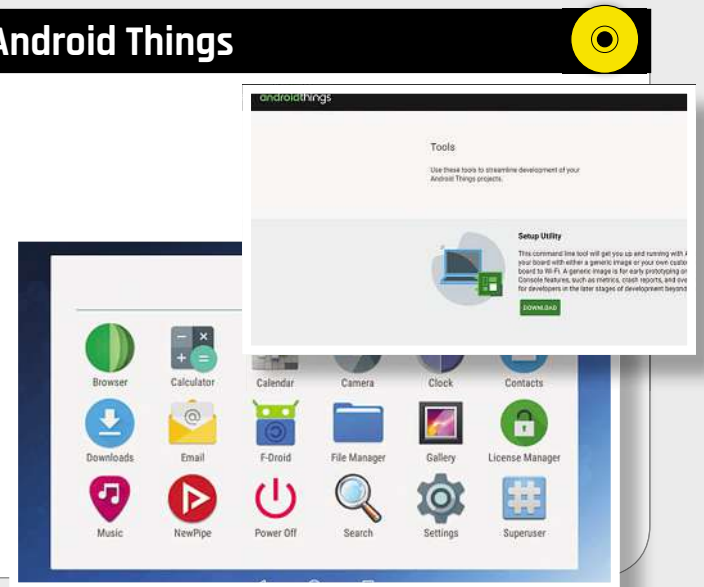 Android Things
androidthings
Tools
Use these tools to streamline development of your
Android Things projects.
Setup Utility
This command line tool will get you up and running with
your board with either a generic image or your own
board to Wi-Fi. A generic image is for early prototyping
Console features, such as metrics, crash reports, and
for developers in the later stages of development beyond
DOWNLOAD
Browser Calculator Calendar Camera Clock Contacts
Downloads Email F-Droid File Manager Gallery License Manager
Music NewPipe Power Off Search Settings Superuser